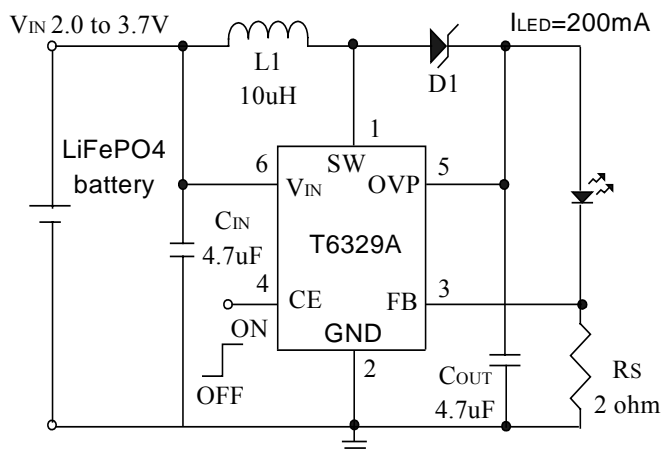 VIN 2.0 to 3.7V
ILED=200mA
L1
10uH
D1
1
LiFePO4
battery
6
SW
5
VIN
OVP
CIN
4.7uF
T6329A
4
CE
FB
3
ON
OFF
GND
2
COUT
4.7uF
RS
2 ohm